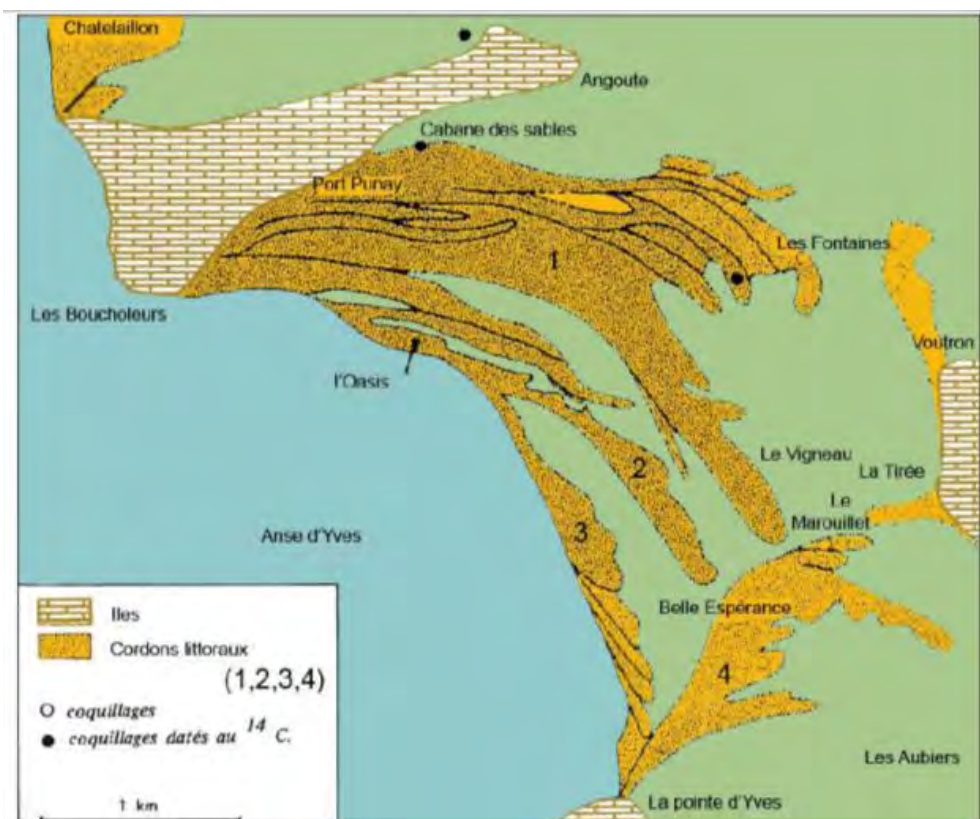 Chatelaillon
Angoute
Cabane des sables
Port Punay
1
Les Fontaines
Les Boucholeurs
Voutron
l'Oasis
Le Vigneau
La Tirée
2
Le
Marouillet
3
Anse d'Yves
Belle Espérance
4
Iles
Cordons littoraux
(1,2,3,4)
coquillages
coquillages datés au 14 C.
Les Aubiers
1 km
La pointe d'Yves